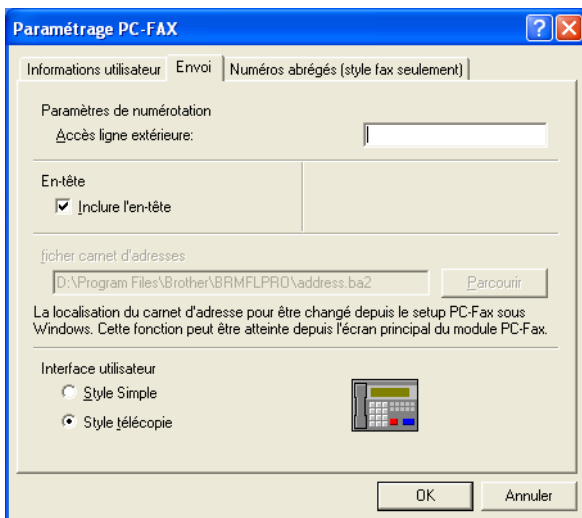 Paramétrage PC-FAX
Informations utilisateur Envoi Numéros abrégés (style fax seulement)
Paramètres de numérotation
Accès ligne extérieure:
En-tête
Inclure l'en-tête
ficher carnet d'adresses
D:\Program Files\Brother\BRMFLPRO\address.ba2 Parcourir
La localisation du carnet d'adresse pour être changé depuis le setup PC-Fax sous
Windows. Cette fonction peut être atteinte depuis l'écran principal du module PC-Fax.
Interface utilisateur
Style Simple
Style télécopie
OK Annuler